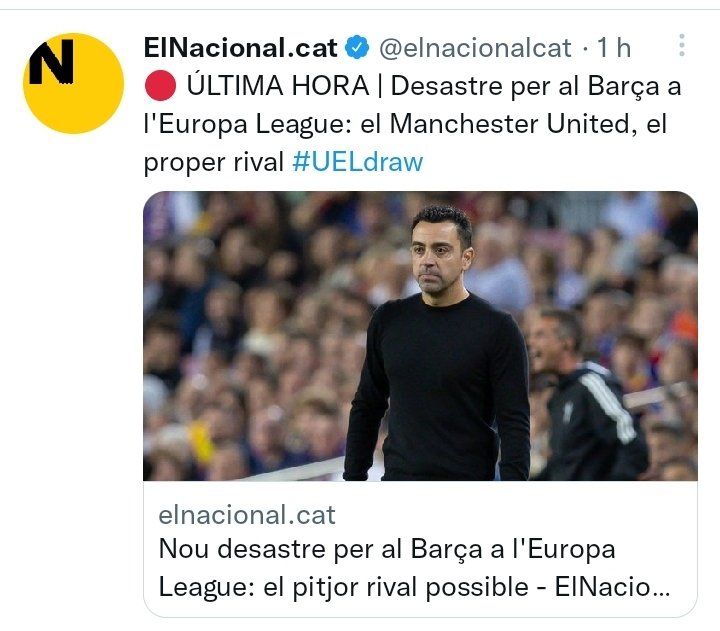 N
ElNacional.cat @elnacionalcat · 1 h
🔴 ÚLTIMA HORA | Desastre per al Barça a
l'Europa League: el Manchester United, el
proper rival #UELdraw
elnacional.cat
Nou desastre per al Barça a l'Europa
League: el pitjor rival possible - ElNacio...